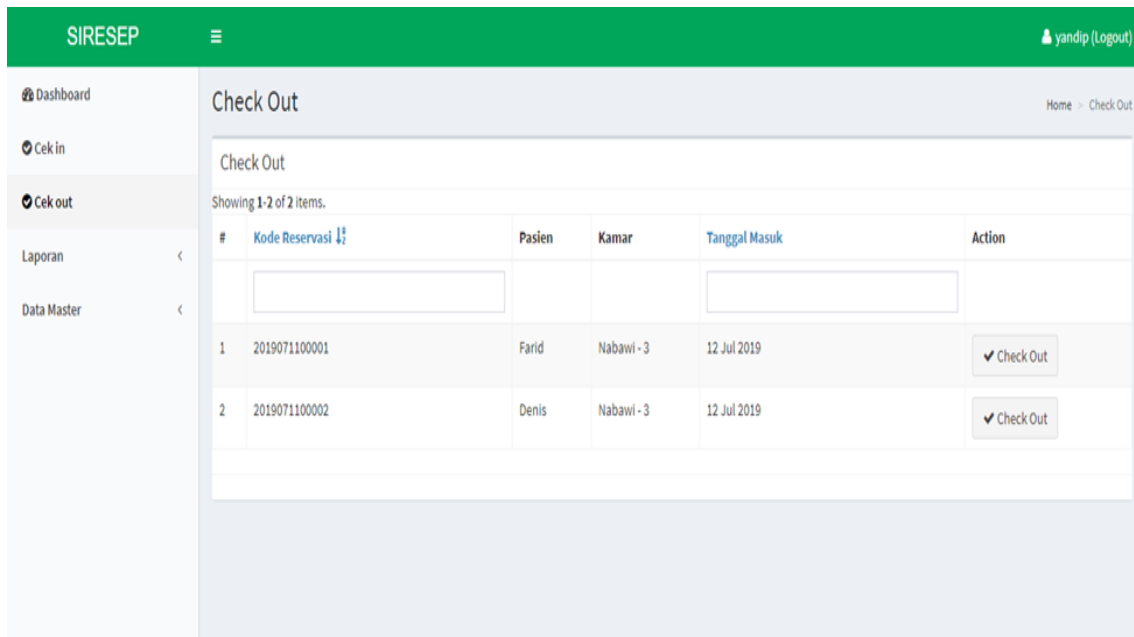 SIRESEP
yandip (Logout)
Dashboard
Cek in
Cek out
Laporan
Data Master
Check Out
Home > Check Out
Check Out
Showing 1-2 of 2 items.
# Kode Reservasi Pasien Kamar Tanggal Masuk Action
1 2019071100001 Farid Nabawi - 3 12 Jul 2019 Check Out
2 2019071100002 Denis Nabawi - 3 12 Jul 2019 Check Out